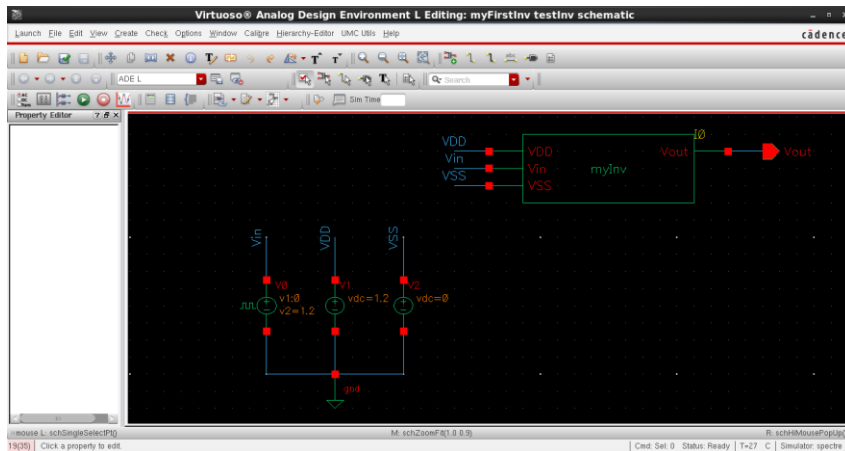 Virtuoso® Analog Design Environment L Editing: myFirstInv testInv schematic
Launch File Edit View Create Check Options Window Calibre Hierarchy-Editor UMC Utils Help
cādence
ADE L
Search
Sim Time
Property Editor
VDD
Vin
VSS
VDD
Vin
VSS
myInv
Vout
I0
Vout
Vin
VDD
VSS
V0
v1:0
v2=1.2
V1
vdc=1.2
V2
vdc=0
gnd
mouse L: schSingleSelectPt()
M: schZoomFit(1.0 0.9)
R: schHiMousePopUp(
19(35) Click a property to edit.
Cmd: Sel: 0 Status: Ready T=27 C Simulator: spectre